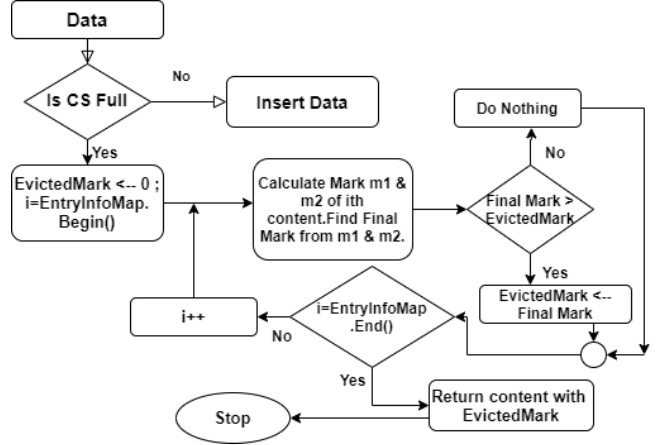 Data
Is CS Full
No
Insert Data
Yes
EvictedMark <-- 0 ;
i=EntryInfoMap.
Begin()
Calculate Mark m1 &
m2 of ith
content.Find Final
Mark from m1 & m2.
Do Nothing
No
Final Mark >
EvictedMark
Yes
EvictedMark <--
Final Mark
i=EntryInfoMap
.End()
No
i++
Yes
Return content with
EvictedMark
Stop